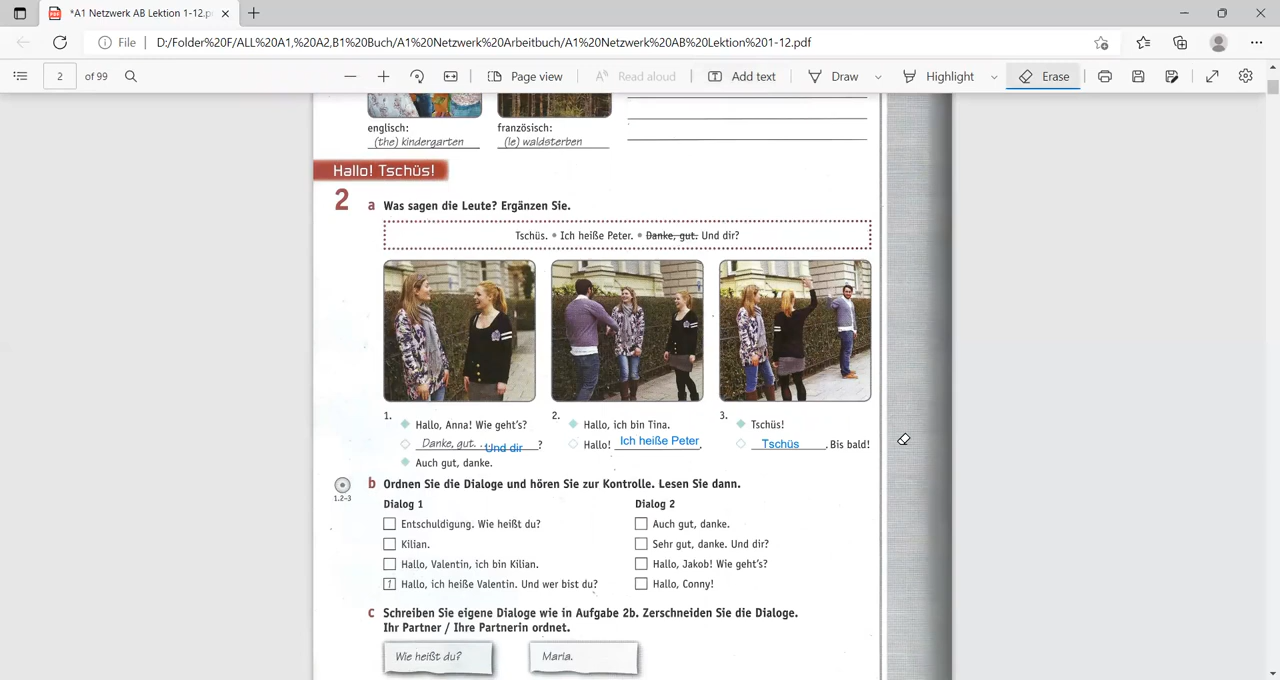 *A1 Netzwerk AB Lektion 1-12.p
File D:/Folder%20F/ALL%20A1,%20A2,B1%20Buch/A1%20Netzwerk%20Arbeitbuch/A1%20Netzwerk%20AB%20Lektion%201-12.pdf
2 of 99 Page view Read aloud Add text Draw Highlight Erase
englisch: französisch:
(the) kindergarten (le) waldsterben
Hallo! Tschüs!
2 a Was sagen die Leute? Ergänzen Sie.
Tschüs. • Ich heiße Peter. • Danke, gut. Und dir?
1. 2. 3.
Hallo, Anna! Wie geht's? Hallo, ich bin Tina. Tschüs!
Danke, gut. Und dir ? Hallo! Ich heiße Peter. Tschüs, Bis bald!
Auch gut, danke.
1.2-3 b Ordnen Sie die Dialoge und hören Sie zur Kontrolle. Lesen Sie dann.
Dialog 1 Dialog 2
Entschuldigung. Wie heißt du? Auch gut, danke.
Kilian. Sehr gut, danke. Und dir?
Hallo, Valentin, ich bin Kilian. Hallo, Jakob! Wie geht's?
1 Hallo, ich heiße Valentin. Und wer bist du? Hallo, Conny!
c Schreiben Sie eigene Dialoge wie in Aufgabe 2b. Zerschneiden Sie die Dialoge.
Ihr Partner / Ihre Partnerin ordnet.
Wie heißt du? Maria.